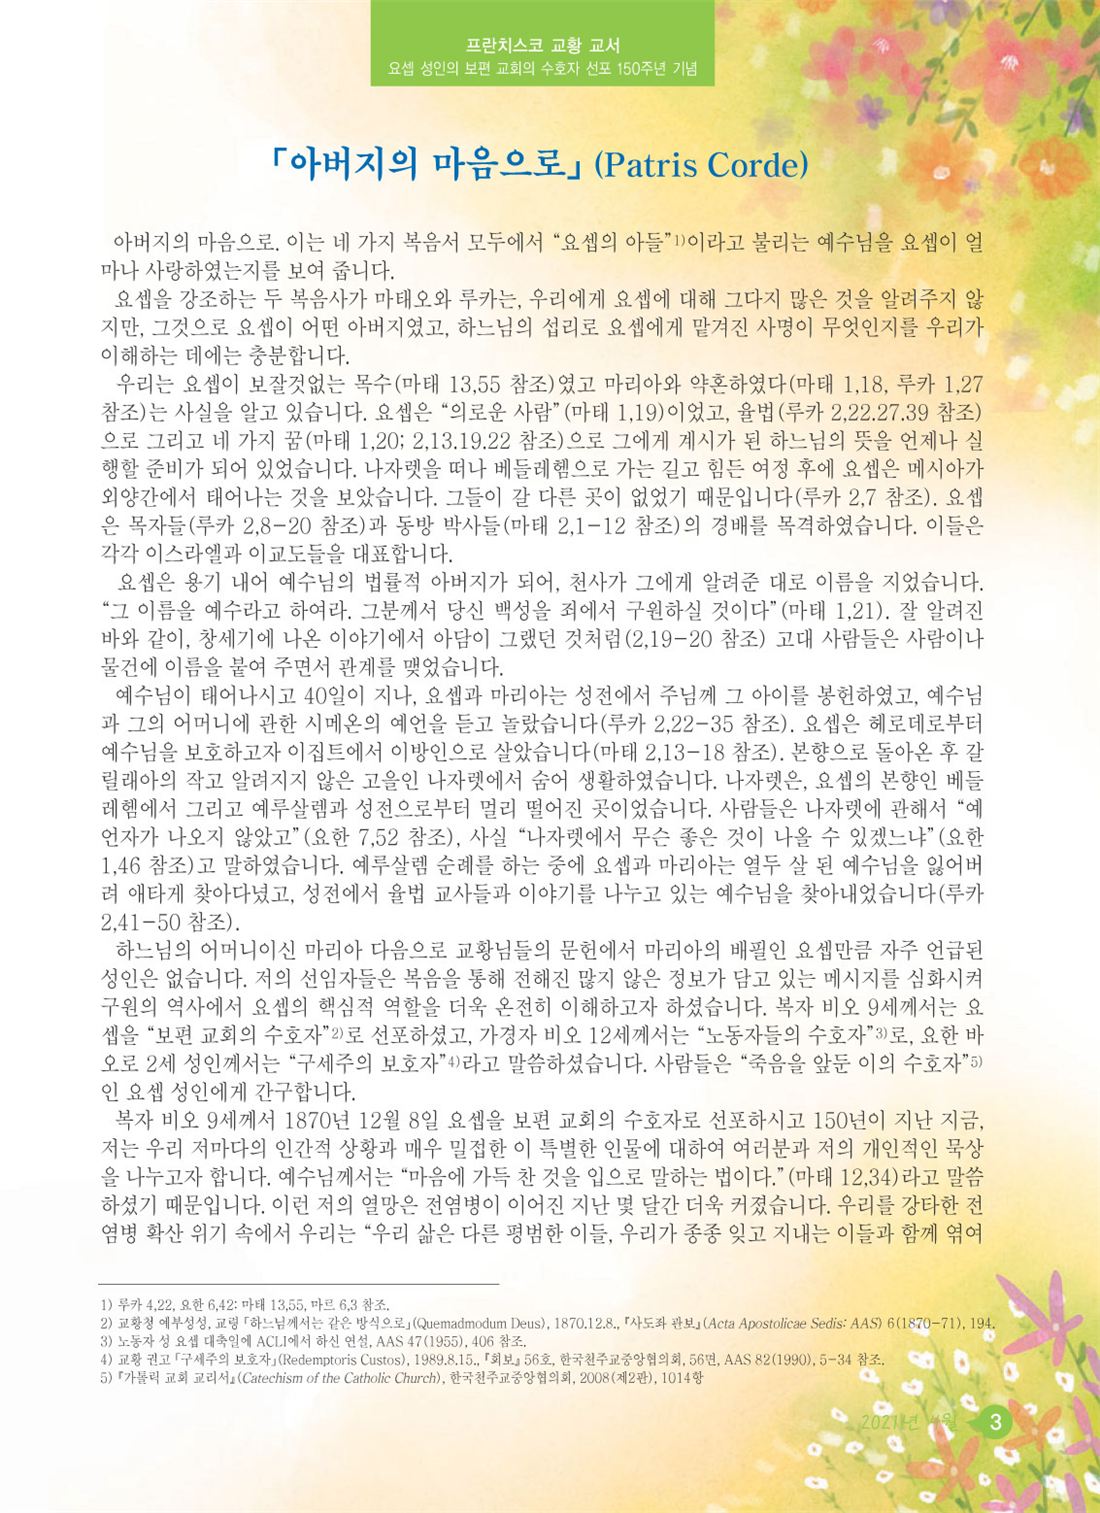 프란치스코 교황 교서
요셉 성인의 보편 교회의 수호자 선포 150주년 기념
「아버지의 마음으로」 (Patris Corde)
아버지의 마음으로. 이는 네 가지 복음서 모두에서 “요셉의 아들”1)이라고 불리는 예수님을 요셉이 얼
마나 사랑하였는지를 보여 줍니다.
요셉을 강조하는 두 복음사가 마태오와 루카는, 우리에게 요셉에 대해 그다지 많은 것을 알려주지 않
지만, 그것으로 요셉이 어떤 아버지였고, 하느님의 섭리로 요셉에게 맡겨진 사명이 무엇인지를 우리가
이해하는 데에는 충분합니다.
우리는 요셉이 보잘것없는 목수(마태 13,55 참조)였고 마리아와 약혼하였다(마태 1,18, 루카 1,27
참조)는 사실을 알고 있습니다. 요셉은 “의로운 사람”(마태 1,19)이었고, 율법(루카 2,22.27.39 참조)
으로 그리고 네 가지 꿈(마태 1,20; 2,13.19.22 참조)으로 그에게 계시가 된 하느님의 뜻을 언제나 실
행할 준비가 되어 있었습니다. 나자렛을 떠나 베들레헴으로 가는 길고 힘든 여정 후에 요셉은 메시아가
외양간에서 태어나는 것을 보았습니다. 그들이 갈 다른 곳이 없었기 때문입니다(루카 2,7 참조). 요셉
은 목자들(루카 2,8-20 참조)과 동방 박사들(마태 2,1-12 참조)의 경배를 목격하였습니다. 이들은
각각 이스라엘과 이교도들을 대표합니다.
요셉은 용기 내어 예수님의 법률적 아버지가 되어, 천사가 그에게 알려준 대로 이름을 지었습니다.
“그 이름을 예수라고 하여라. 그분께서 당신 백성을 죄에서 구원하실 것이다”(마태 1,21). 잘 알려진
바와 같이, 창세기에 나온 이야기에서 아담이 그랬던 것처럼(2,19-20 참조) 고대 사람들은 사람이나
물건에 이름을 붙여 주면서 관계를 맺었습니다.
예수님이 태어나시고 40일이 지나, 요셉과 마리아는 성전에서 주님께 그 아이를 봉헌하였고, 예수님
과 그의 어머니에 관한 시메온의 예언을 듣고 놀랐습니다(루카 2,22-35 참조). 요셉은 헤로데로부터
예수님을 보호하고자 이집트에서 이방인으로 살았습니다(마태 2,13-18 참조). 본향으로 돌아온 후 갈
릴래아의 작고 알려지지 않은 고을인 나자렛에서 숨어 생활하였습니다. 나자렛은, 요셉의 본향인 베들
레헴에서 그리고 예루살렘과 성전으로부터 멀리 떨어진 곳이었습니다. 사람들은 나자렛에 관해서 “예
언자가 나오지 않았고”(요한 7,52 참조), 사실 “나자렛에서 무슨 좋은 것이 나올 수 있겠느냐”(요한
1,46 참조)고 말하였습니다. 예루살렘 순례를 하는 중에 요셉과 마리아는 열두 살 된 예수님을 잃어버
려 애타게 찾아다녔고, 성전에서 율법 교사들과 이야기를 나누고 있는 예수님을 찾아내었습니다(루카
2,41-50 참조).
하느님의 어머니이신 마리아 다음으로 교황님들의 문헌에서 마리아의 배필인 요셉만큼 자주 언급된
성인은 없습니다. 저의 선임자들은 복음을 통해 전해진 많지 않은 정보가 담고 있는 메시지를 심화시켜
구원의 역사에서 요셉의 핵심적 역할을 더욱 온전히 이해하고자 하셨습니다. 복자 비오 9세께서는 요
셉을 “보편 교회의 수호자”2)로 선포하셨고, 가경자 비오 12세께서는 “노동자들의 수호자”3)로, 요한 바
오로 2세 성인께서는 “구세주의 보호자”4)라고 말씀하셨습니다. 사람들은 “죽음을 앞둔 이의 수호자”5)
인 요셉 성인에게 간구합니다.
복자 비오 9세께서 1870년 12월 8일 요셉을 보편 교회의 수호자로 선포하시고 150년이 지난 지금,
저는 우리 저마다의 인간적 상황과 매우 밀접한 이 특별한 인물에 대하여 여러분과 저의 개인적인 묵상
을 나누고자 합니다. 예수님께서는 “마음에 가득 찬 것을 입으로 말하는 법이다.”(마태 12,34)라고 말씀
하셨기 때문입니다. 이런 저의 열망은 전염병이 이어진 지난 몇 달간 더욱 커졌습니다. 우리를 강타한 전
염병 확산 위기 속에서 우리는 “우리 삶은 다른 평범한 이들, 우리가 종종 잊고 지내는 이들과 함께 엮여
1) 루카 4,22, 요한 6,42: 마태 13,55, 마르 6,3 참조.
2) 교황청 예부성성, 교령 「하느님께서는 같은 방식으로」(Quemadmodum Deus), 1870.12.8., 『사도좌 관보』(Acta Apostolicae Sedis: AAS) 6(1870-71), 194.
3) 노동자 성 요셉 대축일에 ACLI에서 하신 연설, AAS 47(1955), 406 참조.
4) 교황 권고 「구세주의 보호자」(Redemptoris Custos), 1989.8.15., 『회보』 56호, 한국천주교중앙협의회, 56면, AAS 82(1990), 5-34 참조.
5) 『가톨릭 교회 교리서』(Catechism of the Catholic Church), 한국천주교중앙협의회, 2008(제2판), 1014항
2021년 4월 3